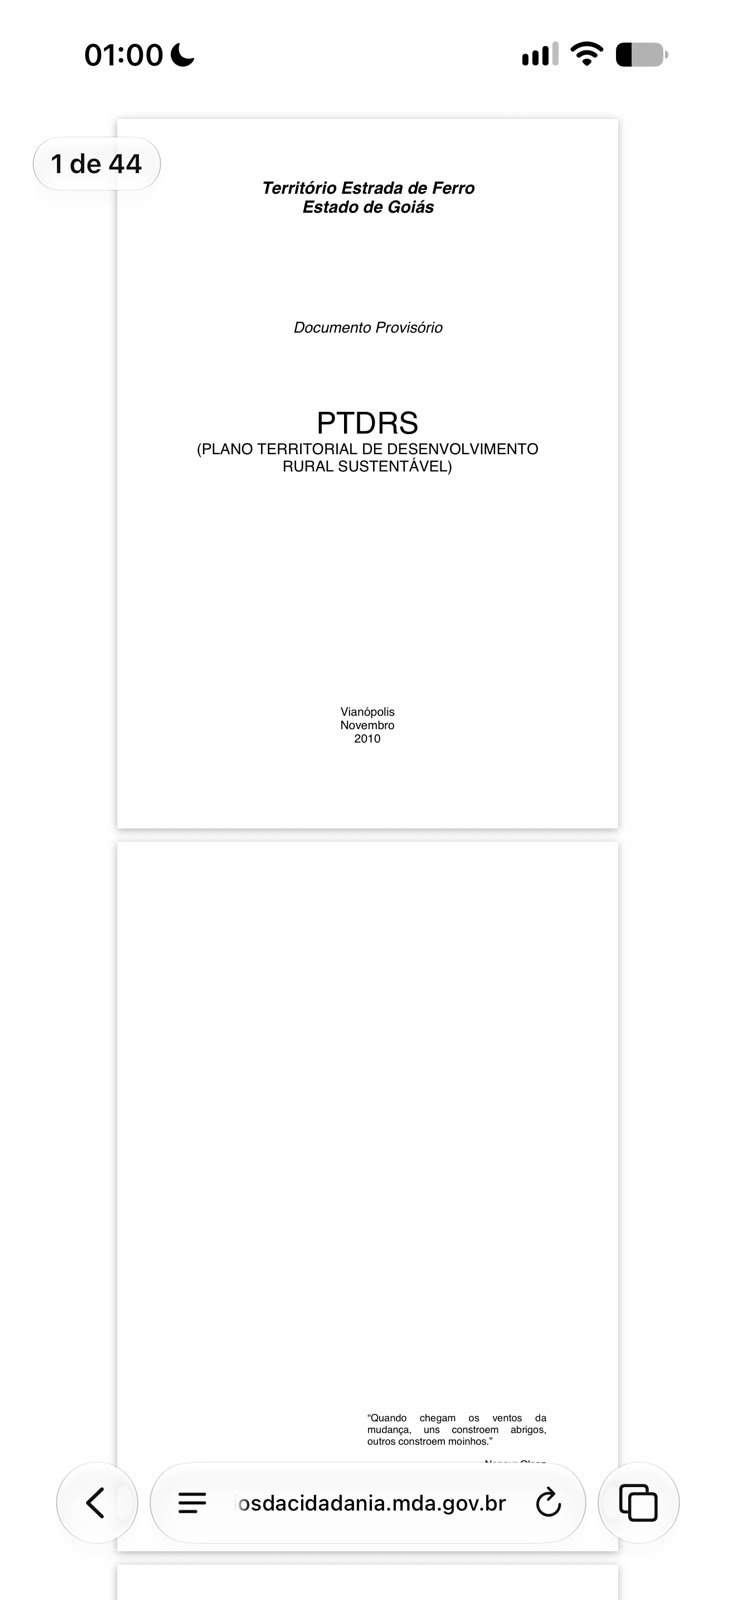 01:00
1 de 44
Território Estrada de Ferro
Estado de Goiás
Documento Provisório
PTDRS
(PLANO TERRITORIAL DE DESENVOLVIMENTO
RURAL SUSTENTÁVEL)
Vianópolis
Novembro
2010
"Quando chegam os ventos da
mudança, uns constroem abrigos,
outros constroem moinhos."
osdacidadania.mda.gov.br